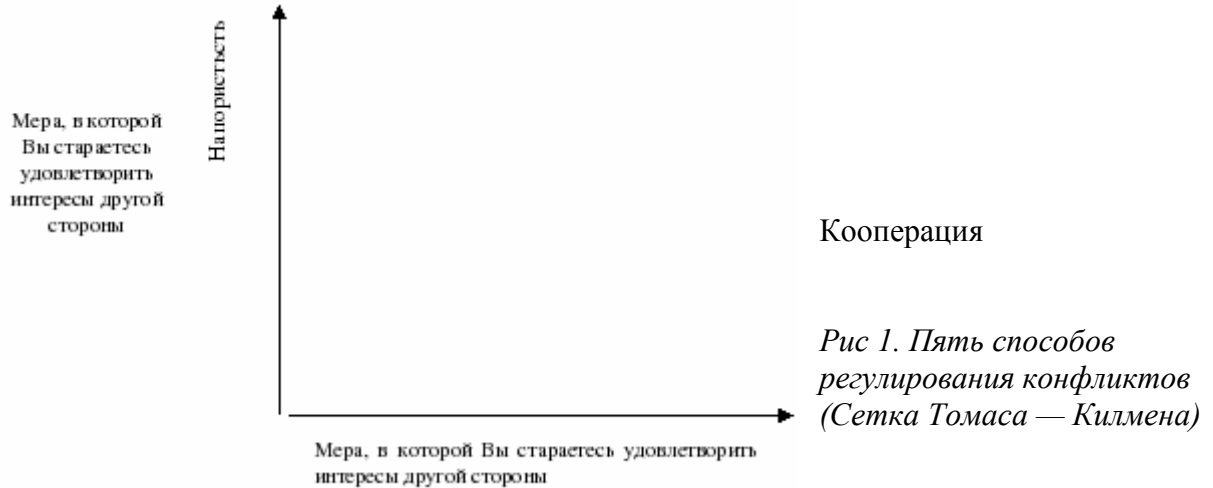 Мера, в которой
Вы стараетесь
удовлетворить
интересы другой
стороны
Напористьсть
Кооперация
Рис 1. Пять способов
регулирования конфликтов
(Сетка Томаса — Килмена)
Мера, в которой Вы стараетесь удовлетворить
интересы другой стороны